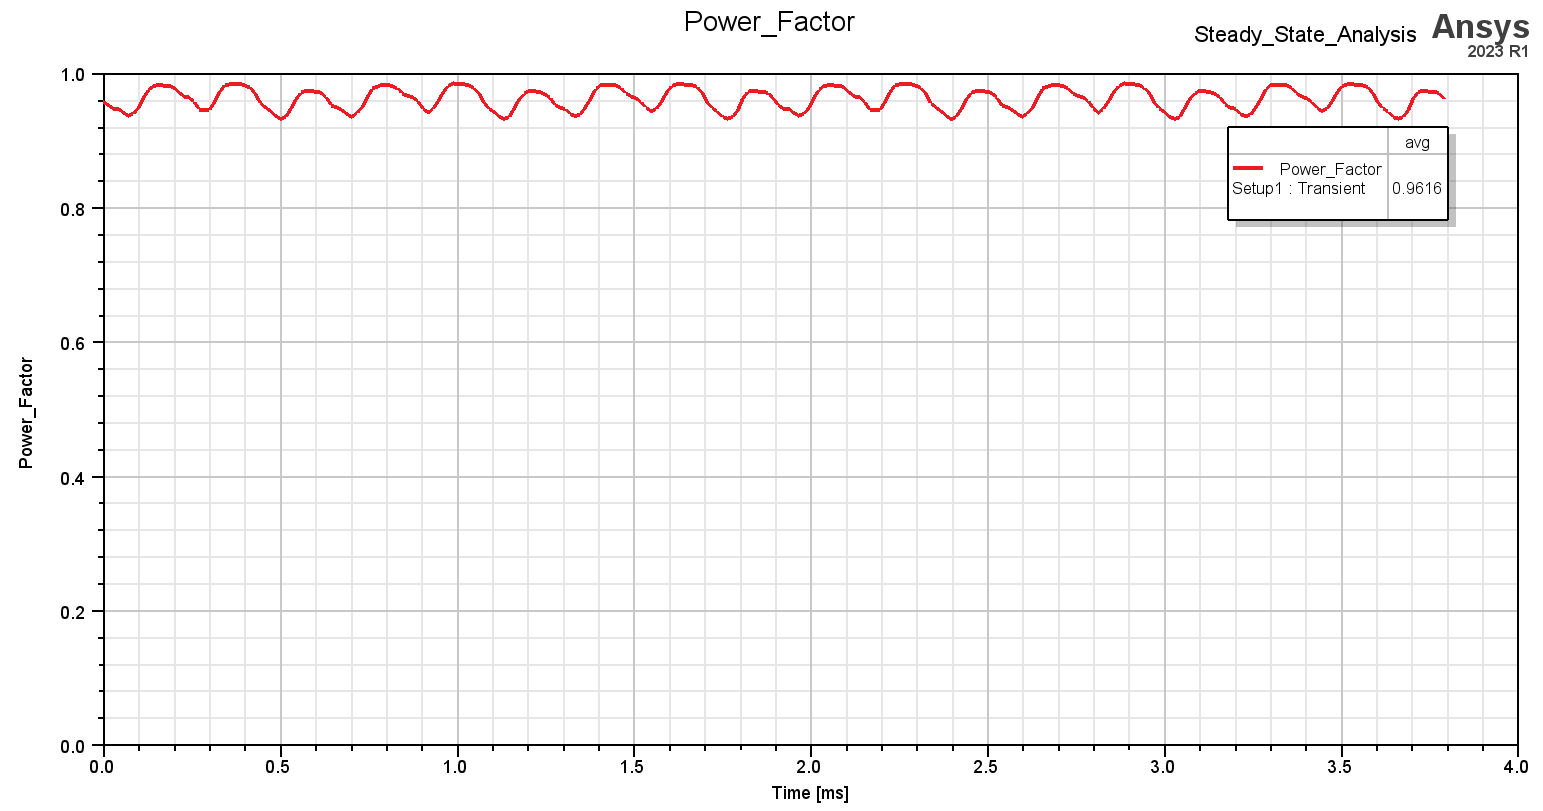 Power_Factor
Steady_State_Analysis
Ansys
2023 R1
1.0
0.8
0.6
0.4
0.2
0.0
Power_Factor
avg
Power_Factor
Setup1 : Transient 0.9616
0.0 0.5 1.0 1.5 2.0 2.5 3.0 3.5 4.0
Time [ms]